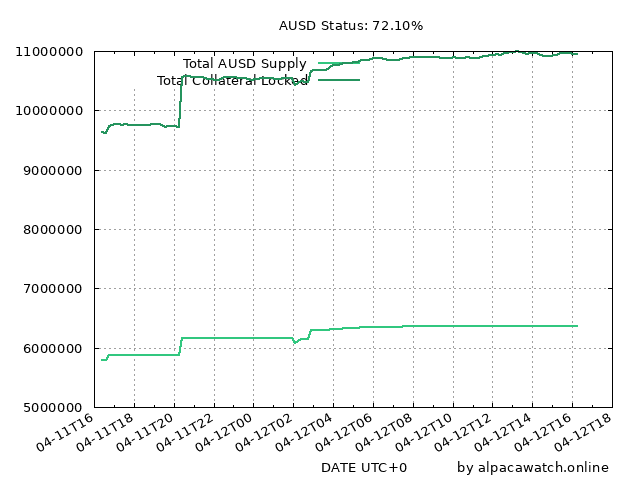 AUSD Status: 72.10%
11000000
Total AUSD Supply
Total Collateral Locked
10000000
9000000
8000000
7000000
6000000
5000000
04-11T16
04-11T18
04-11T20
04-11T22
04-12T00
04-12T02
04-12T04
04-12T06
04-12T08
04-12T10
04-12T12
04-12T14
04-12T16
04-12T18
DATE UTC+0
by alpacawatch.online